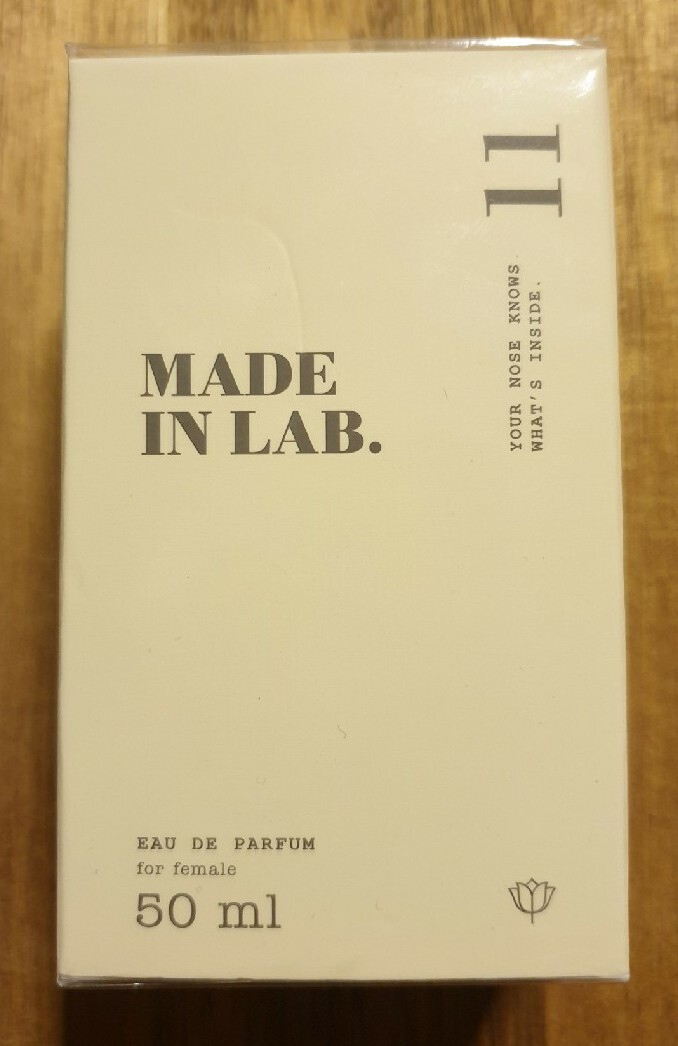 11
YOUR NOSE KNOWS
WHAT'S INSIDE.
MADE
IN LAB.
EAU DE PARFUM
for female
50 ml